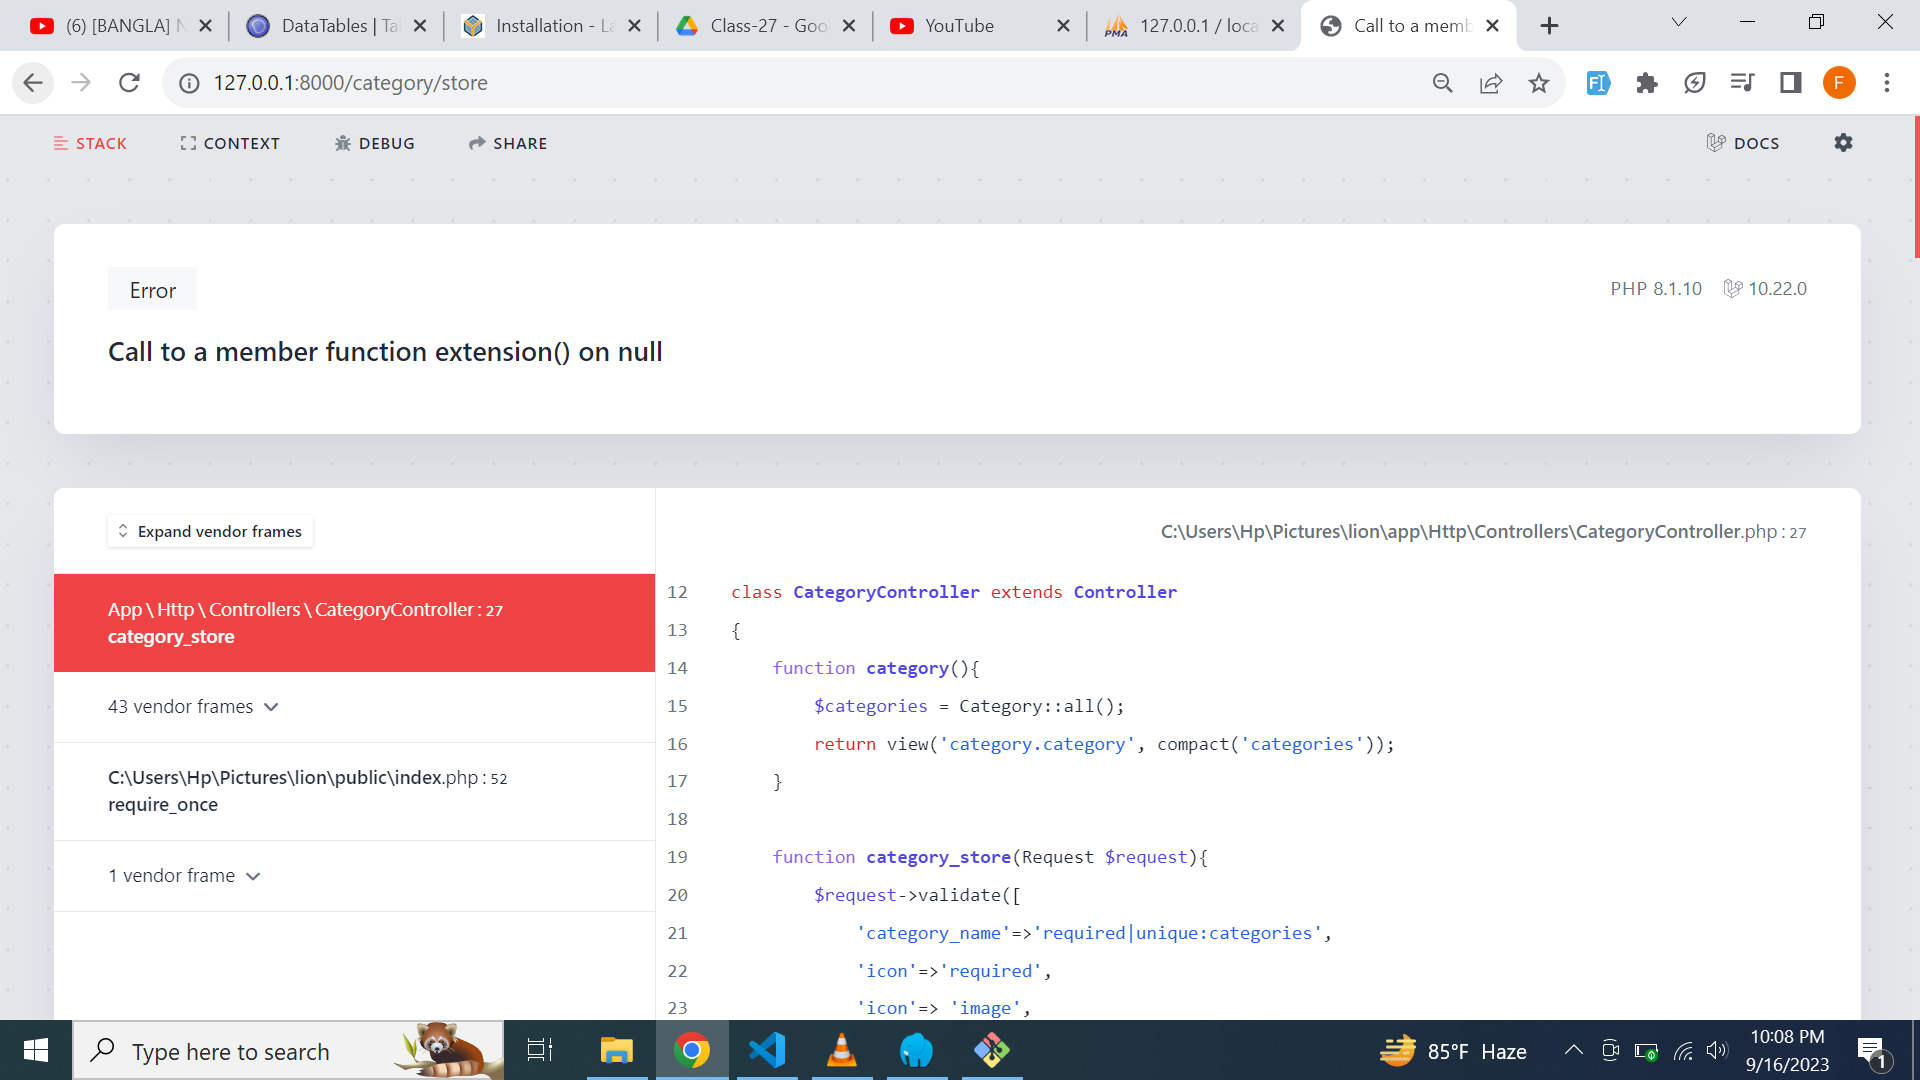 (6) [BANGLA] N
DataTables | Tal
Installation - La
Class-27 - Goo
YouTube
127.0.0.1 / loca
Call to a memb
127.0.0.1:8000/category/store
F
STACK
CONTEXT
DEBUG
SHARE
DOCS
Error
PHP 8.1.10
10.22.0
Call to a member function extension() on null
Expand vendor frames
C:\Users\Hp\Pictures\lion\app\Http\Controllers\CategoryController.php : 27
App \ Http \ Controllers \ CategoryController : 27
category_store
43 vendor frames
C:\Users\Hp\Pictures\lion\public\index.php : 52
require_once
1 vendor frame
12 class CategoryController extends Controller
13 {
14 function category(){
15 $categories = Category::all();
16 return view('category.category', compact('categories'));
17 }
18
19 function category_store(Request $request){
20 $request->validate([
21 'category_name'=>'required|unique:categories',
22 'icon'=>'required',
23 'icon'=> 'image',
Type here to search
85°F Haze
10:08 PM
9/16/2023
1